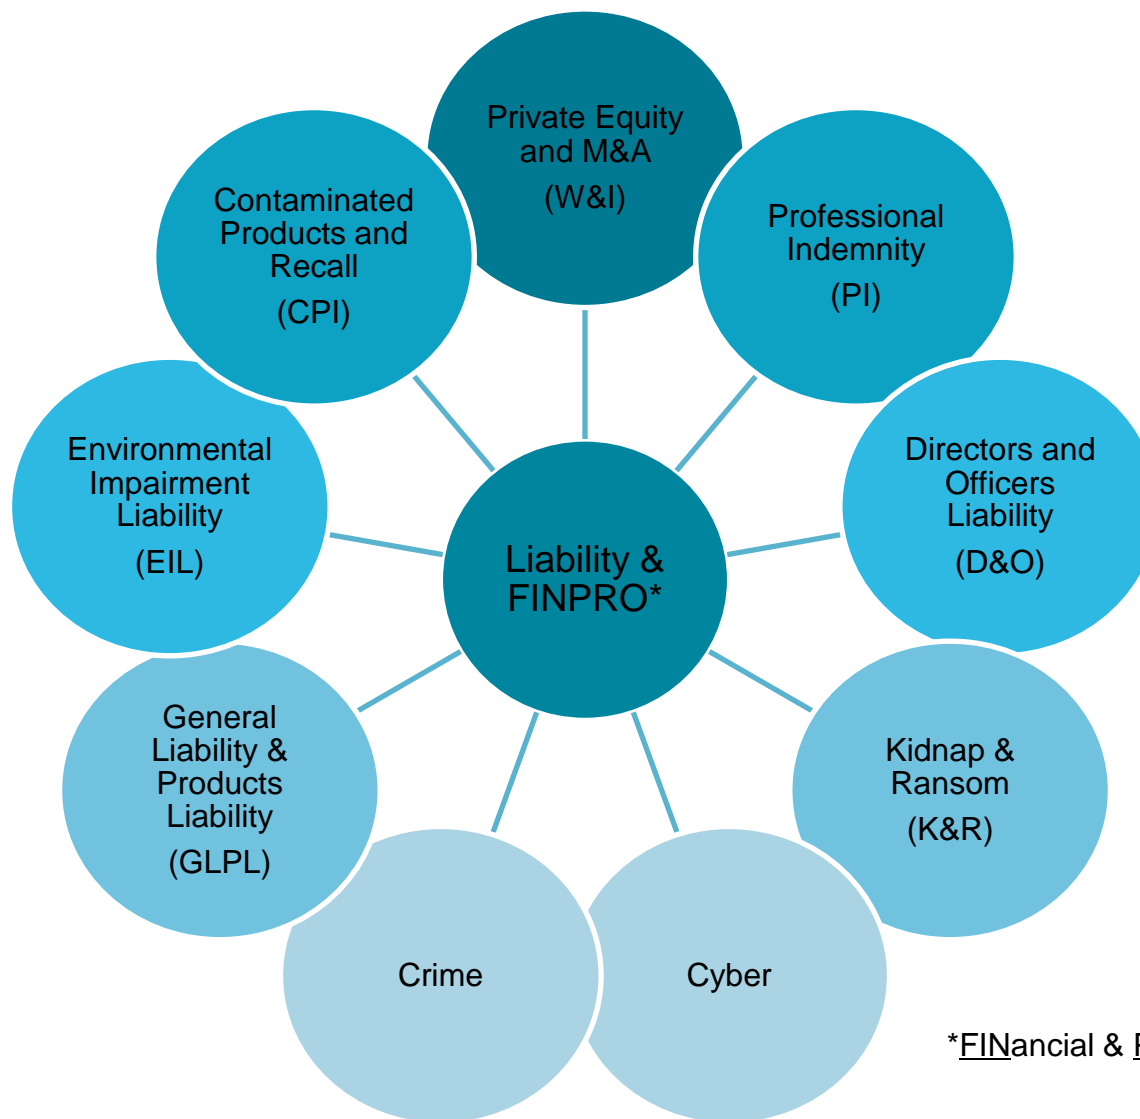 Private Equity
and M&A
(W&I)
Professional
Indemnity
(PI)
Directors and
Officers
Liability
(D&O)
Kidnap &
Ransom
(K&R)
Cyber
Crime
General
Liability &
Products
Liability
(GLPL)
Environmental
Impairment
Liability
(EIL)
Contaminated
Products and
Recall
(CPI)
Liability &
FINPRO*
*FINancial &